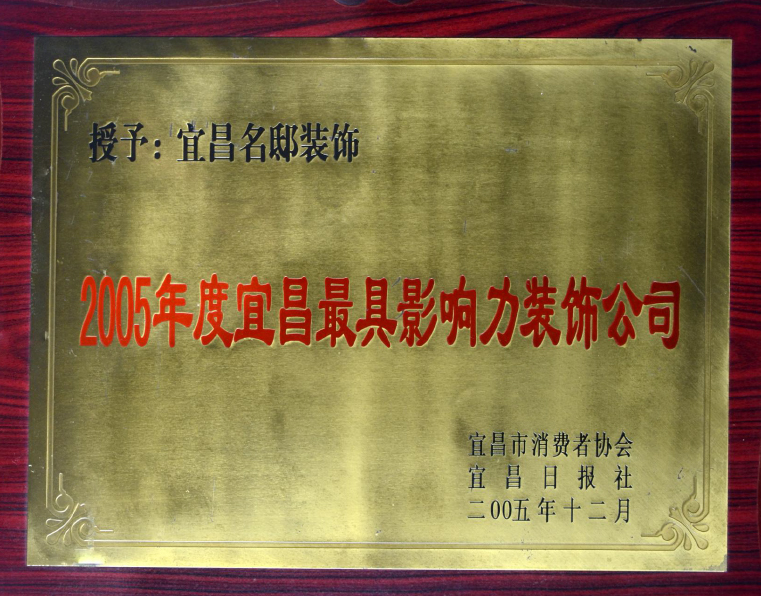 授予：宜昌名邸装饰
2005年度宜昌最具影响力装饰公司
宜昌市消费者协会
宜昌日报社
二00五年十二月